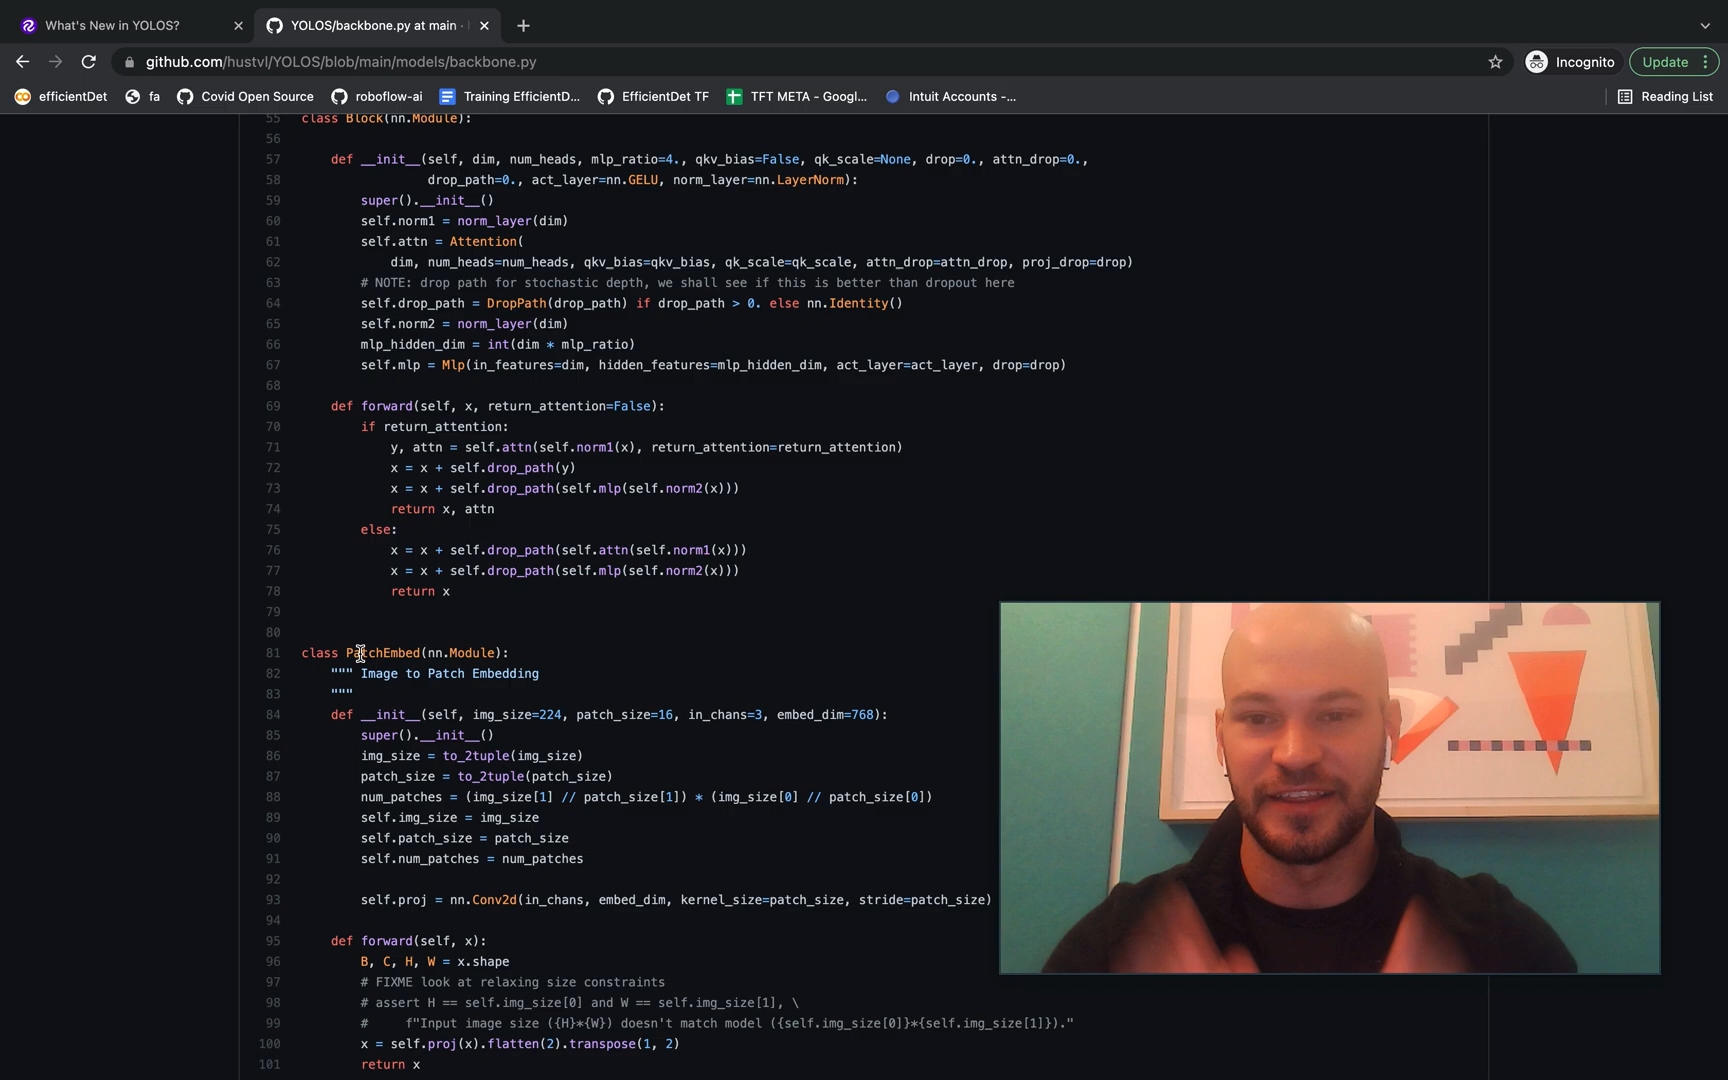 What's New in YOLOS?
YOLOS/backbone.py at main ·
github.com/hustvl/YOLOS/blob/main/models/backbone.py
Incognito
Update
efficientDet
fa
Covid Open Source
roboflow-ai
Training EfficientD...
EfficientDet TF
TFT META - Googl...
Intuit Accounts -...
Reading List
55 class Block(nn.Module):
56
57     def __init__(self, dim, num_heads, mlp_ratio=4., qkv_bias=False, qk_scale=None, drop=0., attn_drop=0.,
58                  drop_path=0., act_layer=nn.GELU, norm_layer=nn.LayerNorm):
59         super().__init__()
60         self.norm1 = norm_layer(dim)
61         self.attn = Attention(
62             dim, num_heads=num_heads, qkv_bias=qkv_bias, qk_scale=qk_scale, attn_drop=attn_drop, proj_drop=drop)
63         # NOTE: drop path for stochastic depth, we shall see if this is better than dropout here
64         self.drop_path = DropPath(drop_path) if drop_path > 0. else nn.Identity()
65         self.norm2 = norm_layer(dim)
66         mlp_hidden_dim = int(dim * mlp_ratio)
67         self.mlp = Mlp(in_features=dim, hidden_features=mlp_hidden_dim, act_layer=act_layer, drop=drop)
68
69     def forward(self, x, return_attention=False):
70         if return_attention:
71             y, attn = self.attn(self.norm1(x), return_attention=return_attention)
72             x = x + self.drop_path(y)
73             x = x + self.drop_path(self.mlp(self.norm2(x)))
74             return x, attn
75         else:
76             x = x + self.drop_path(self.attn(self.norm1(x)))
77             x = x + self.drop_path(self.mlp(self.norm2(x)))
78             return x
79
80
81 class PatchEmbed(nn.Module):
82     """ Image to Patch Embedding
83     """
84     def __init__(self, img_size=224, patch_size=16, in_chans=3, embed_dim=768):
85         super().__init__()
86         img_size = to_2tuple(img_size)
87         patch_size = to_2tuple(patch_size)
88         num_patches = (img_size[1] // patch_size[1]) * (img_size[0] // patch_size[0])
89         self.img_size = img_size
90         self.patch_size = patch_size
91         self.num_patches = num_patches
92
93         self.proj = nn.Conv2d(in_chans, embed_dim, kernel_size=patch_size, stride=patch_size)
94
95     def forward(self, x):
96         B, C, H, W = x.shape
97         # FIXME look at relaxing size constraints
98         # assert H == self.img_size[0] and W == self.img_size[1], \
99         #     f"Input image size ({H}*{W}) doesn't match model ({self.img_size[0]}*{self.img_size[1]})."
100         x = self.proj(x).flatten(2).transpose(1, 2)
101         return x